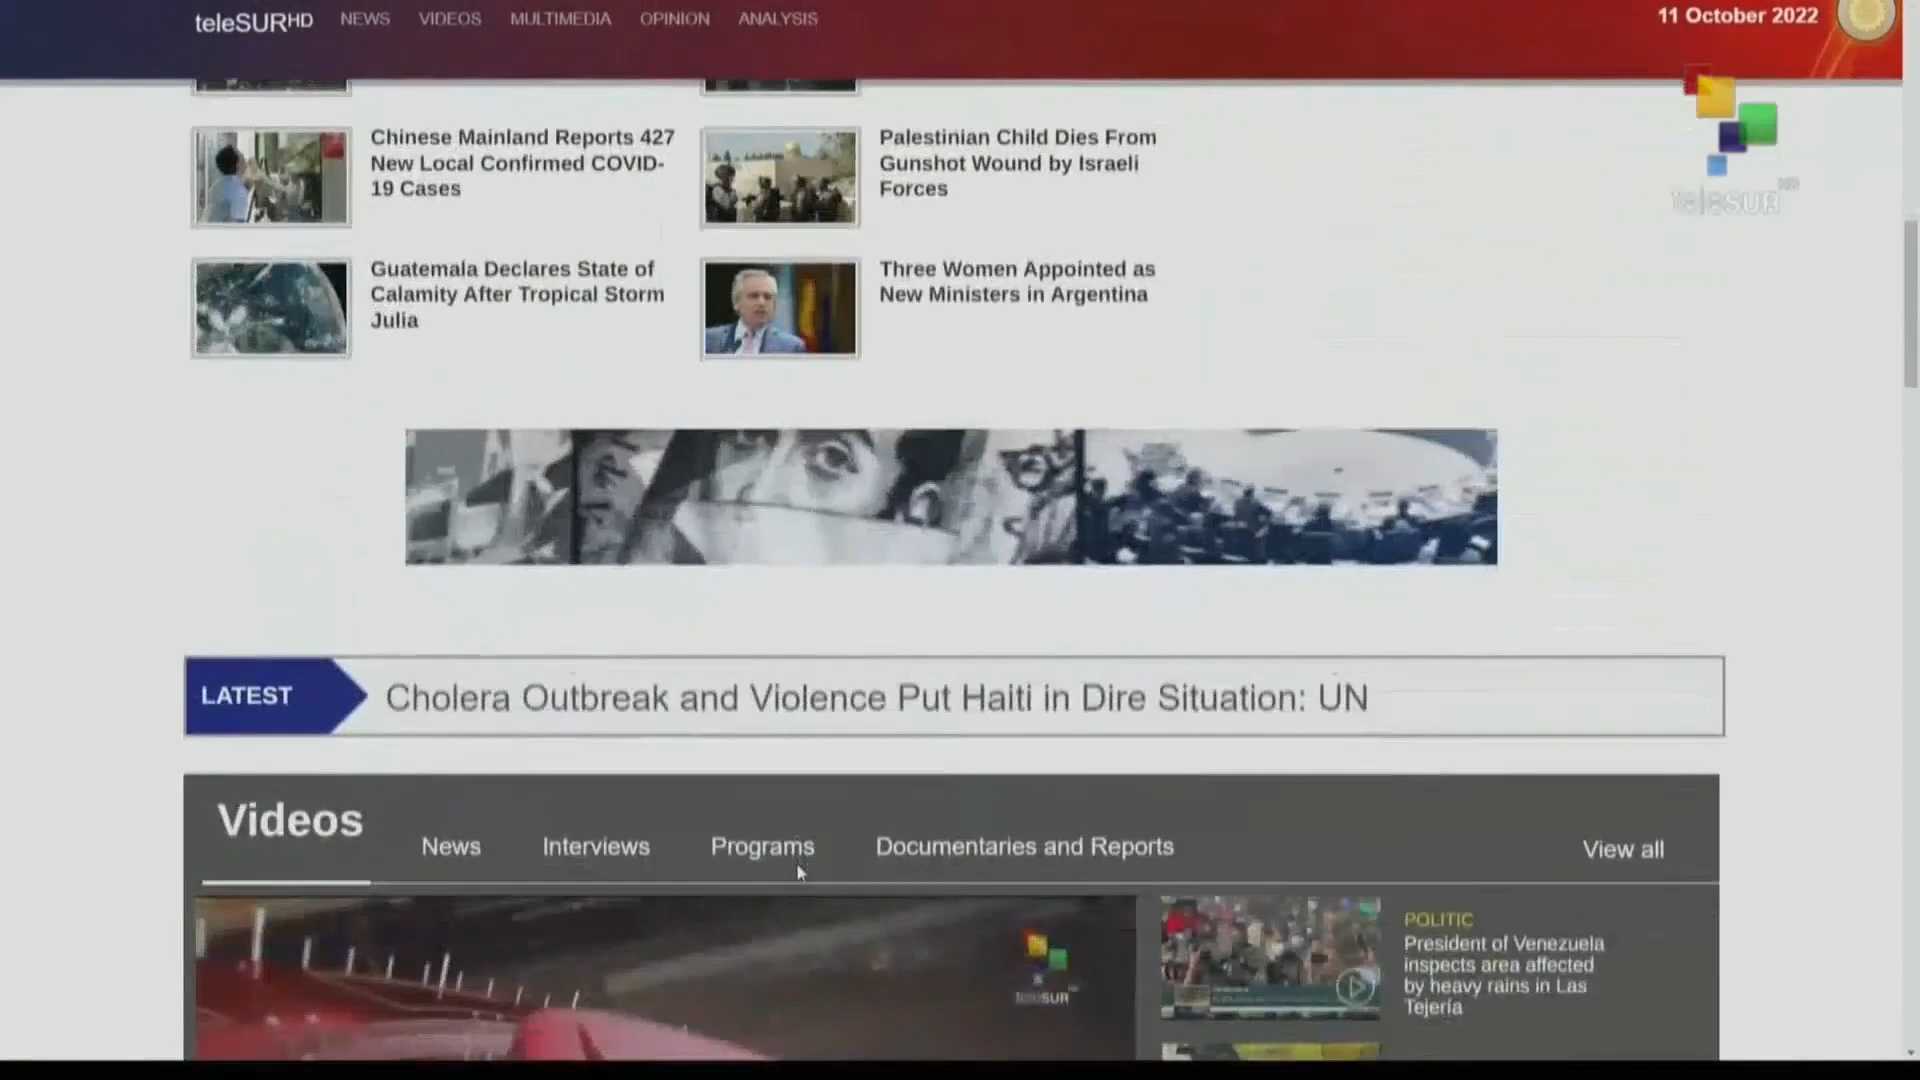 teleSURHD NEWS VIDEOS MULTIMEDIA OPINION ANALYSIS
11 October 2022
teleSUR HD
Chinese Mainland Reports 427
New Local Confirmed COVID-
19 Cases
Palestinian Child Dies From
Gunshot Wound by Israeli
Forces
Guatemala Declares State of
Calamity After Tropical Storm
Julia
Three Women Appointed as
New Ministers in Argentina
LATEST Cholera Outbreak and Violence Put Haiti in Dire Situation: UN
Videos News Interviews Programs Documentaries and Reports View all
teleSUR
POLITIC
President of Venezuela
inspects area affected
by heavy rains in Las
Tejería